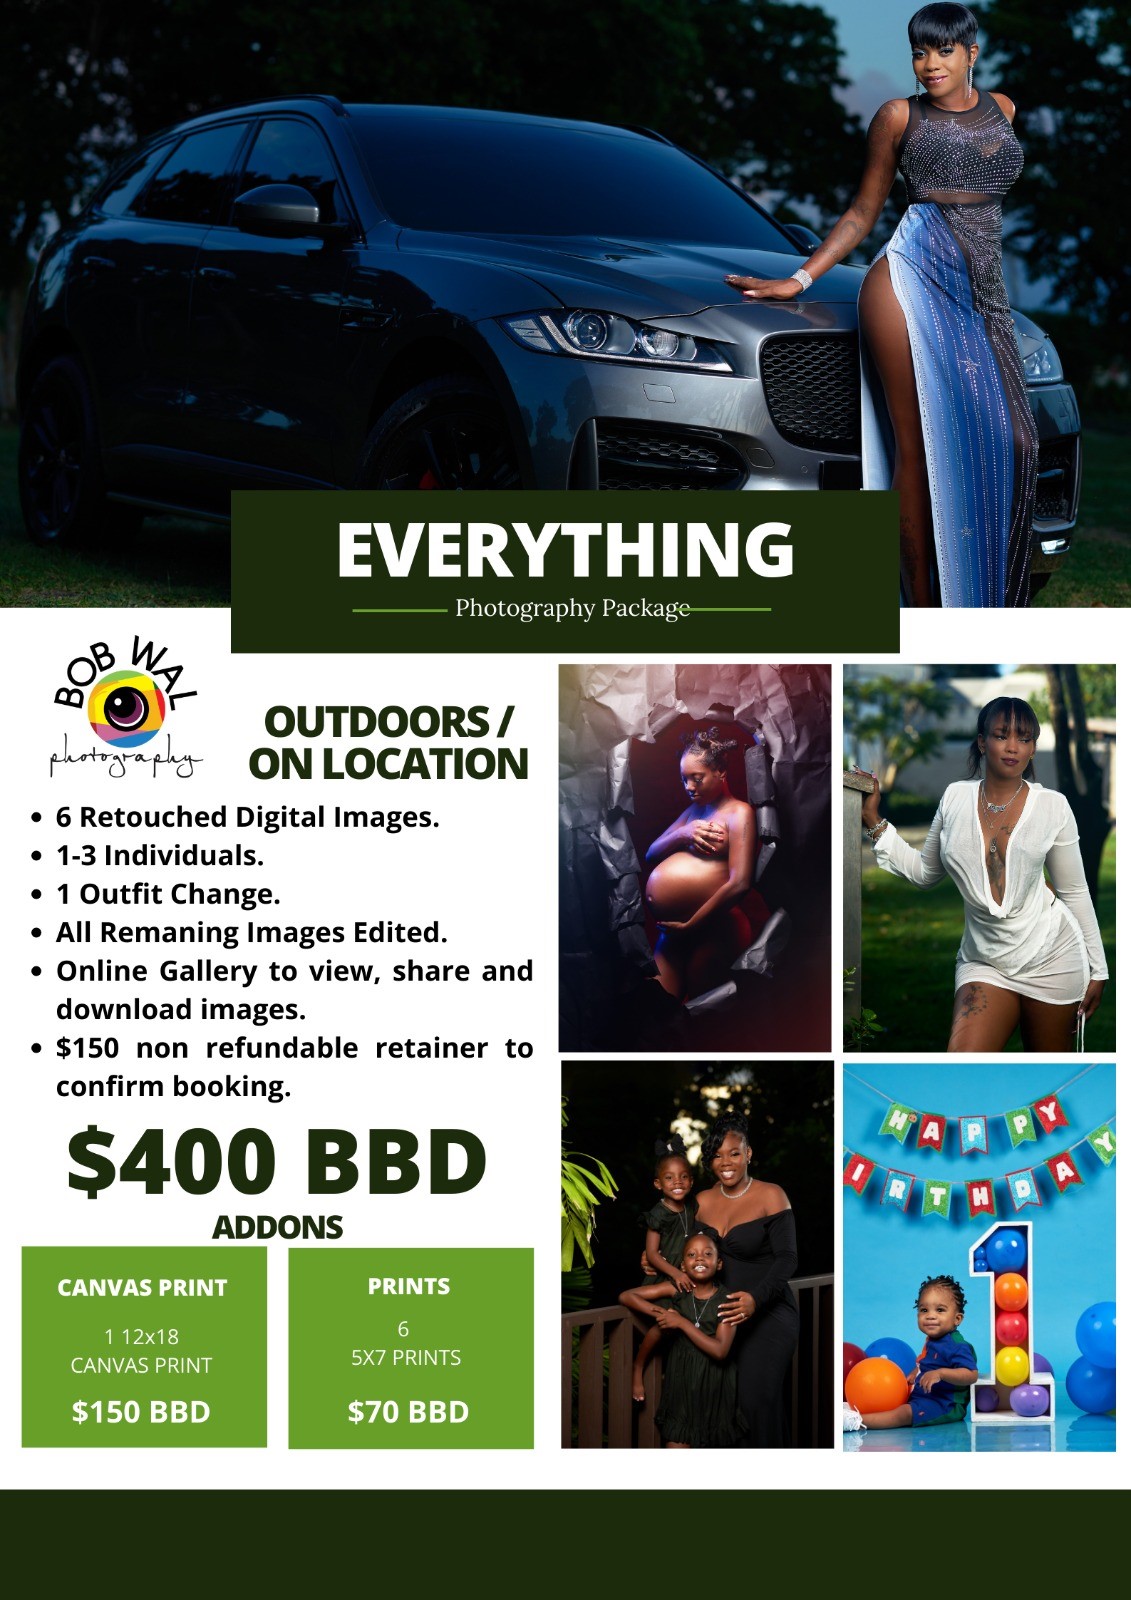 EVERYTHING
Photography Package
BOB WAL
photography
OUTDOORS /
ON LOCATION
• 6 Retouched Digital Images.
• 1-3 Individuals.
• 1 Outfit Change.
• All Remaning Images Edited.
• Online Gallery to view, share and
download images.
• $150 non refundable retainer to
confirm booking.
$400 BBD
ADDONS
CANVAS PRINT
1 12x18
CANVAS PRINT
$150 BBD
PRINTS
6
5X7 PRINTS
$70 BBD
HAPPY
IRTHDAY
1